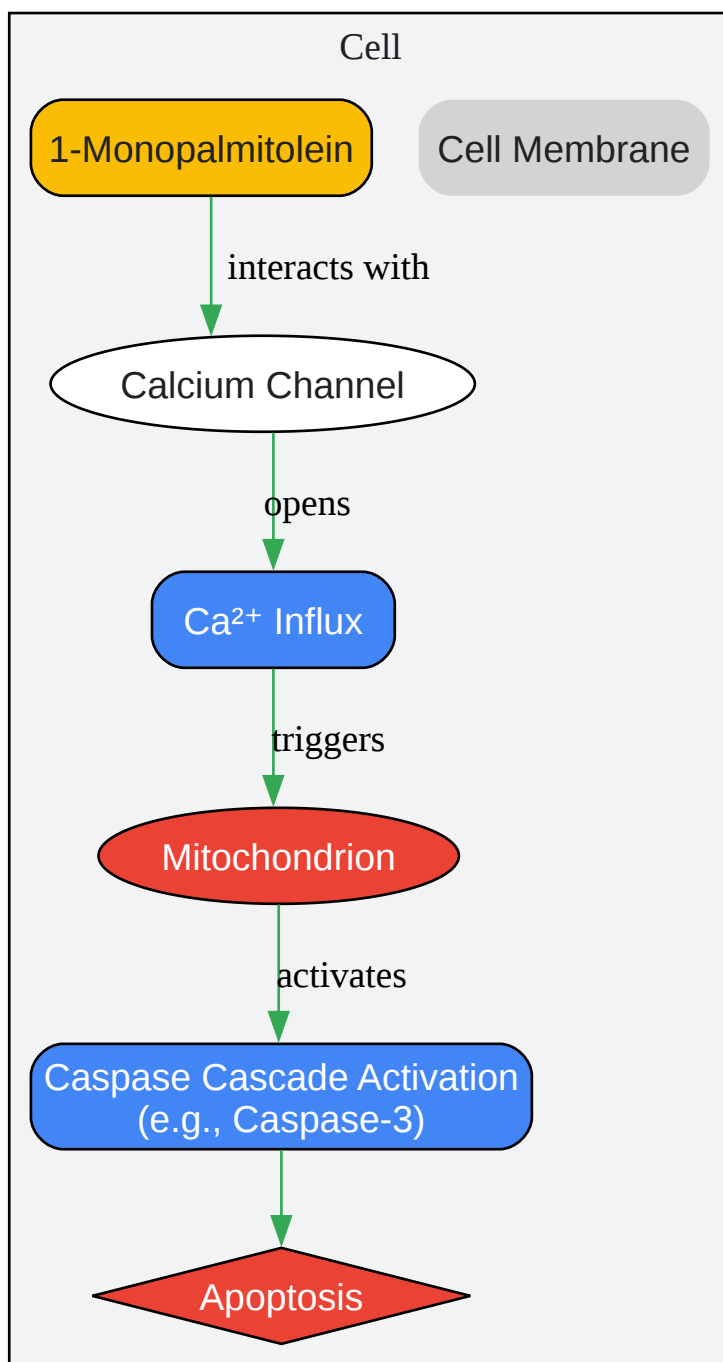 Cell
1-Monopalmitolein
Cell Membrane
interacts with
Calcium Channel
opens
Ca²⁺ Influx
triggers
Mitochondrion
activates
Caspase Cascade Activation
(e.g., Caspase-3)
Apoptosis